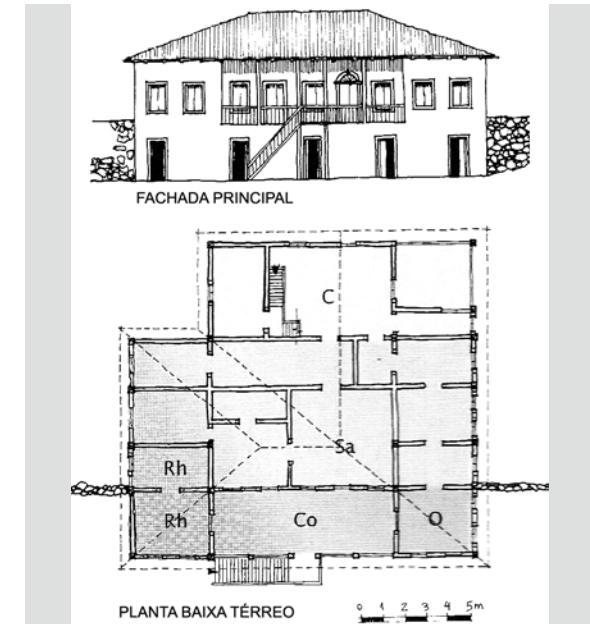 FACHADA PRINCIPAL
C
Sa
Rh
Rh
Co
O
PLANTA BAIXA TÉRREO
0 1 2 3 4 5m